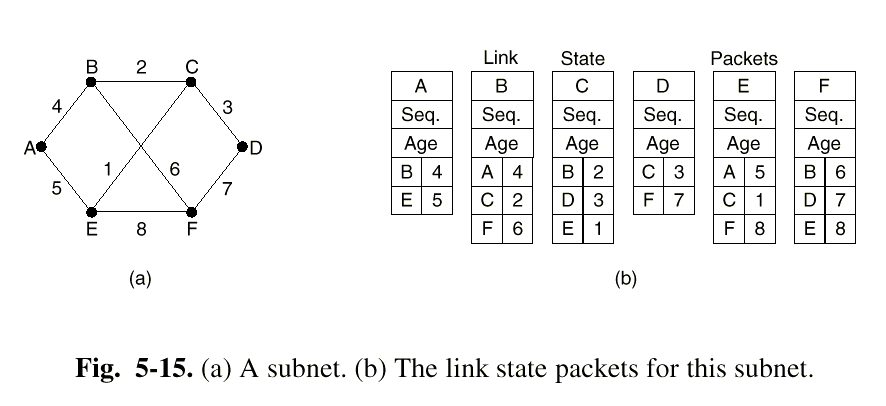 Link State Packets
B 2 C
A B C D E F
4 3
Seq. Seq. Seq. Seq. Seq. Seq.
A D
Age Age Age Age Age Age
1 6
B 4 A 4 B 2 C 3 A 5 B 6
5 7
E 5 C 2 D 3 F 7 C 1 D 7
E 8 F
F 6 E 1 F 8 E 8
(a) (b)
Fig. 5-15. (a) A subnet. (b) The link state packets for this subnet.